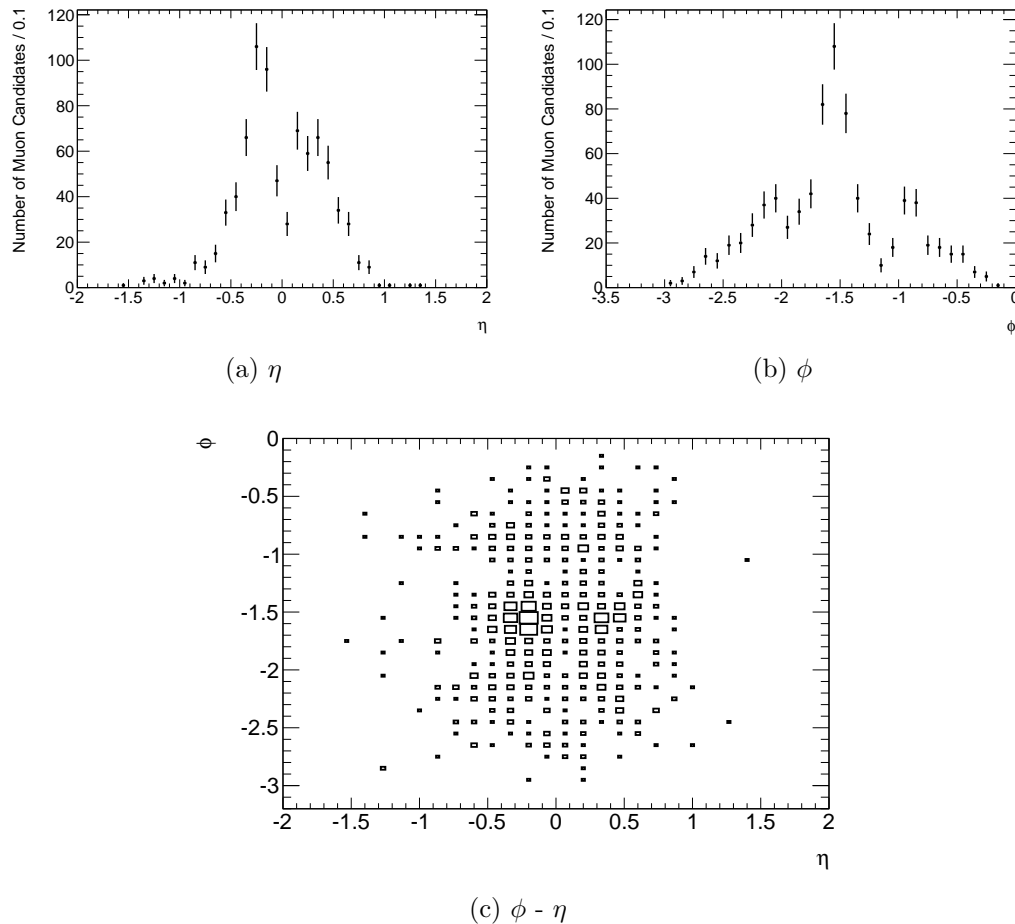 Number of Muon Candidates / 0.1
120
100
80
60
40
20
0
-2 -1.5 -1 -0.5 0 0.5 1 1.5 2
η
(a) η
Number of Muon Candidates / 0.1
120
100
80
60
40
20
0
-3.5 -3 -2.5 -2 -1.5 -1 -0.5 0
ϕ
(b) ϕ
ϕ
0
-0.5
-1
-1.5
-2
-2.5
-3
-2 -1.5 -1 -0.5 0 0.5 1 1.5 2
η
(c) ϕ - η